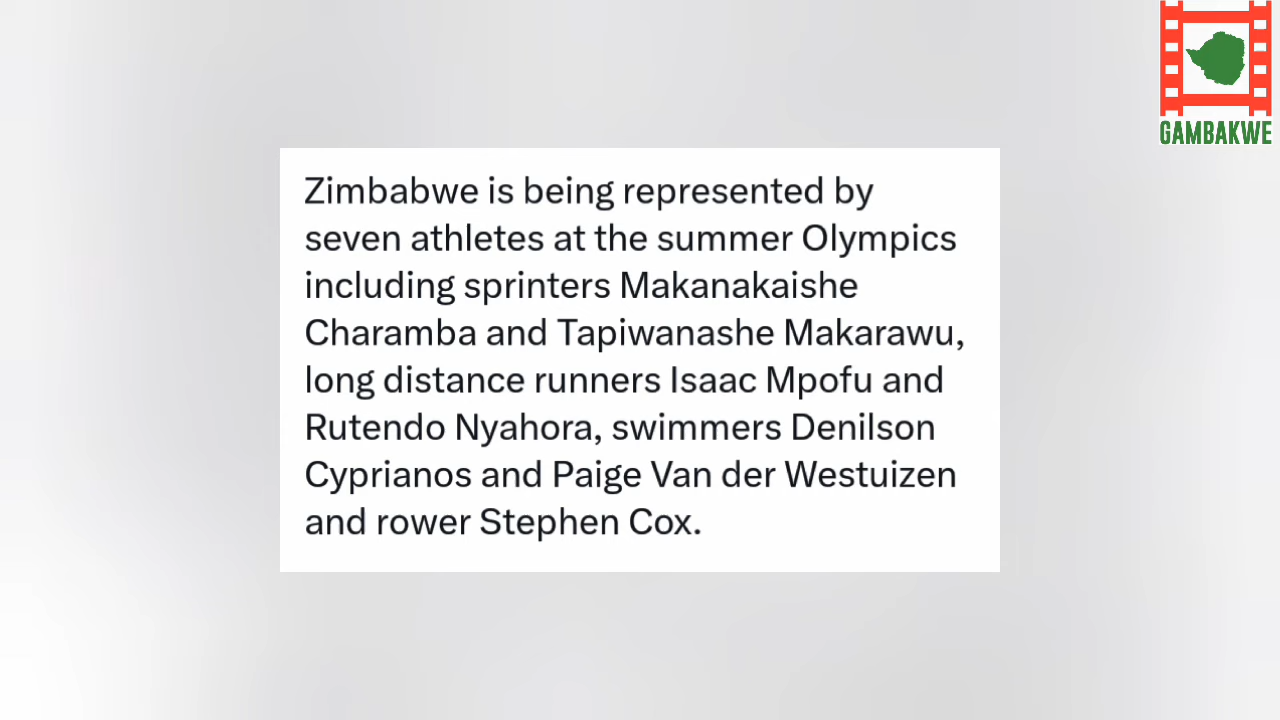 GAMBAKWE
Zimbabwe is being represented by
seven athletes at the summer Olympics
including sprinters Makanakaishe
Charamba and Tapiwanashe Makarawu,
long distance runners Isaac Mpofu and
Rutendo Nyahora, swimmers Denilson
Cyprianos and Paige Van der Westuizen
and rower Stephen Cox.